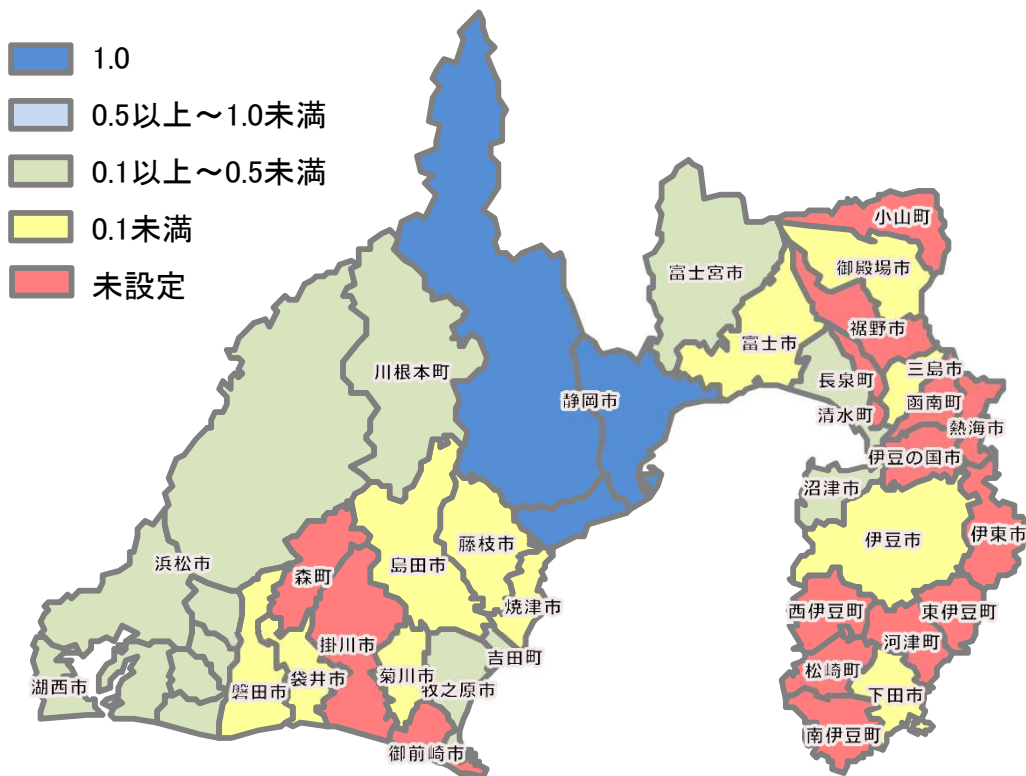 1.0
0.5以上～1.0未満
0.1以上～0.5未満
0.1未満
未設定
小山町
御殿場市
富士宮市
裾野市
富士市
三島市
川根本町
長泉町
静岡市
函南町
清水町
熱海市
伊豆の国市
沼津市
伊東市
伊豆市
藤枝市
浜松市
島田市
森町
焼津市
西伊豆町
東伊豆町
河津町
掛川市
吉田町
松崎町
湖西市
磐田市
袋井市
菊川市
牧之原市
下田市
南伊豆町
御前崎市